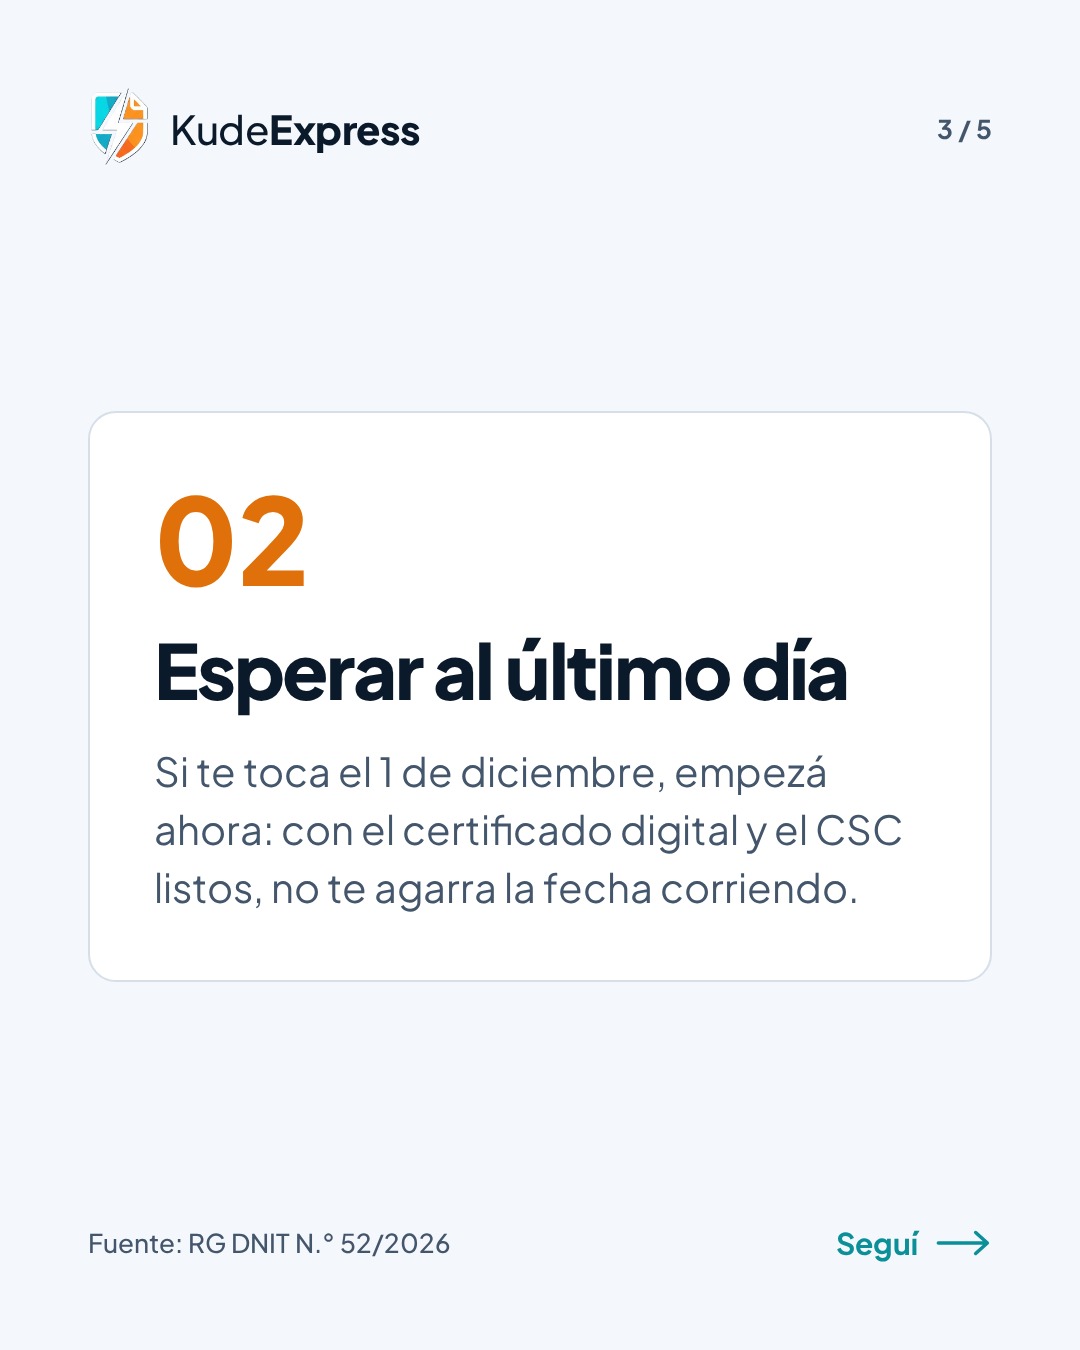 KudeExpress
3 / 5
02
Esperar al último día
Si te toca el 1 de diciembre, empezá
ahora: con el certificado digital y el CSC
listos, no te agarra la fecha corriendo.
Fuente: RG DNIT N.° 52/2026
Seguí